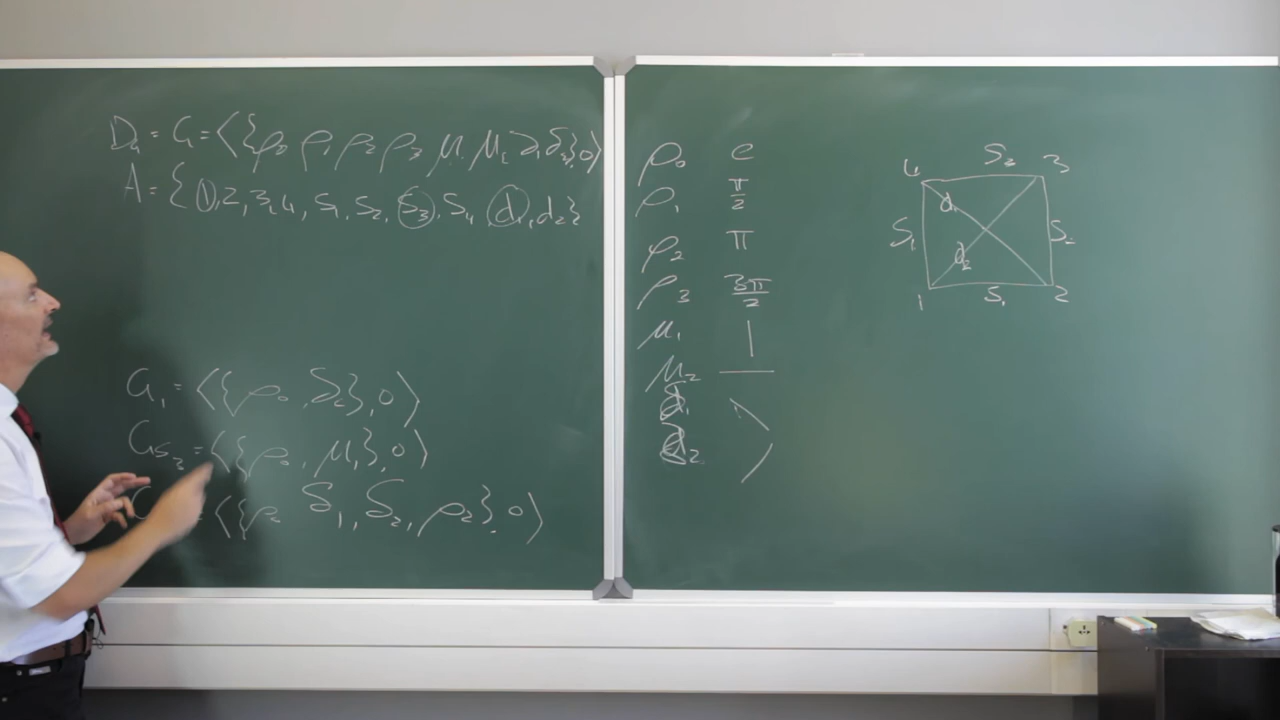 D₄ = G = ⟨{ρ₀ ρ₁ ρ₂ ρ₃ μ₁ μ₂ δ₁ δ₂}, ∘⟩
A = {1, 2, 3, 4, S₁, S₂, S₃, S₄, d₁, d₂}
G₁ = ⟨{ρ₀, δ₂}, ∘⟩
G_{S₂} = ⟨{ρ₀, μ₁}, ∘⟩
= ⟨{ρ₀ δ₁, δ₂, ρ₂}, ∘⟩
ρ₀ e
ρ₁ π/2
ρ₂ π
ρ₃ 3π/2
μ₁ |
μ₂ —
δ₁ \
δ₂ /
4 S₃ 3
d₁
S₁ S₂
d₂
1 S₁ 2